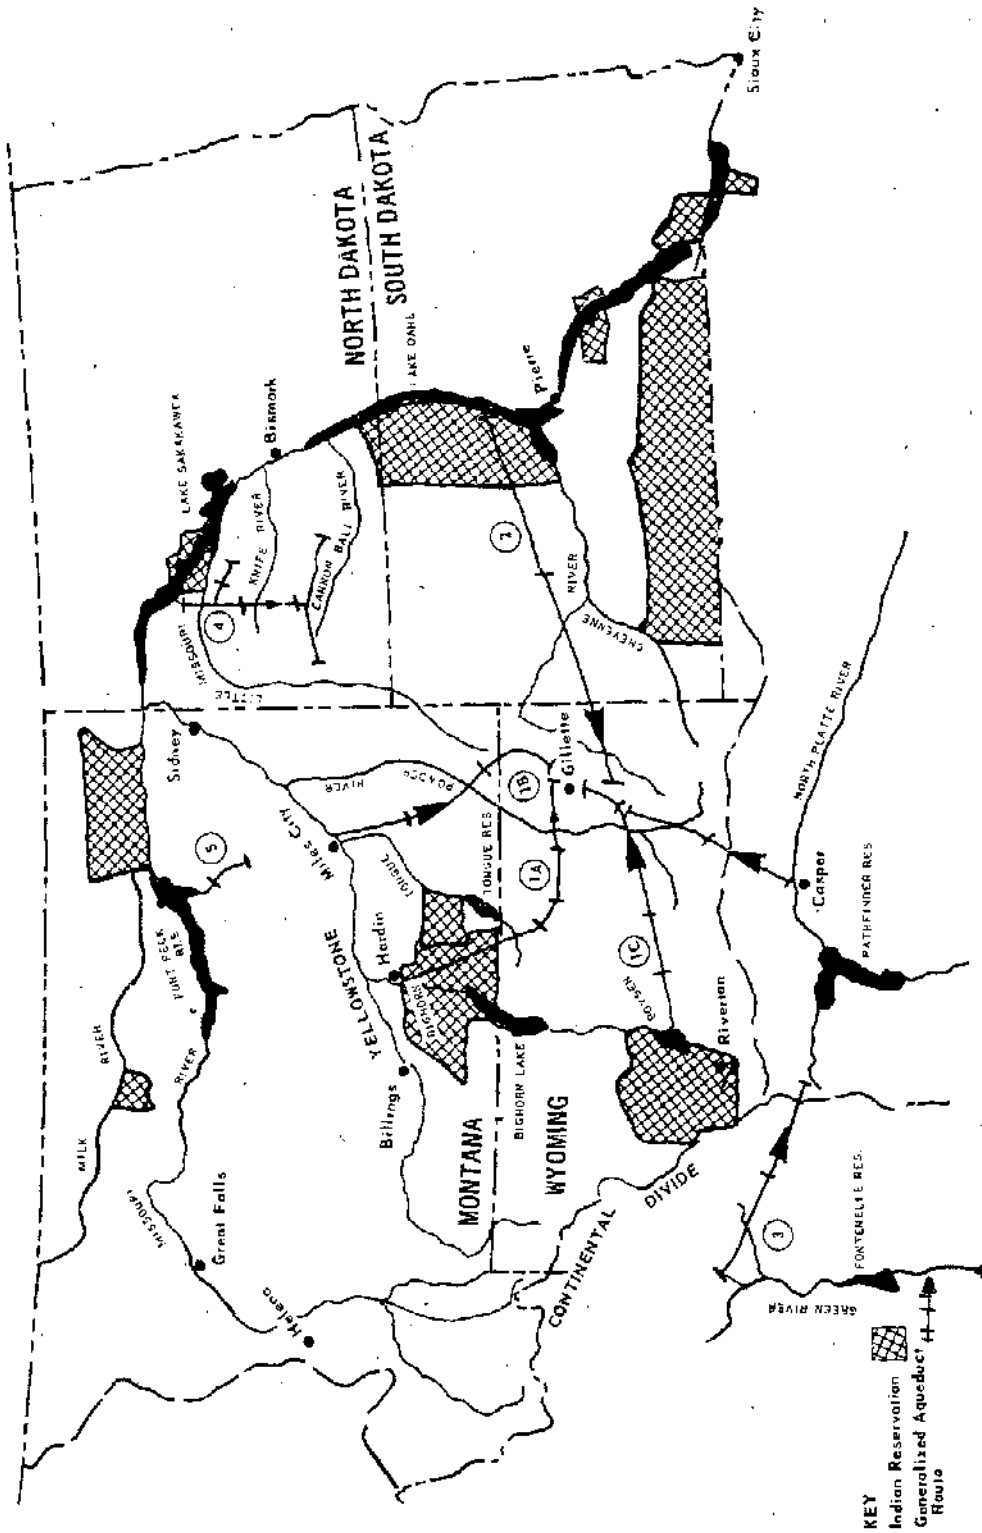 MILK
RIVER
MISSOURI
RIVER
FORT PECK
RES
5
Great Falls
Helena
Sidney
Miles City
YELLOWSTONE
Billings
Hardin
BIGHORN
TONGUE
POWDER
RIVER
TONGUE RES
MONTANA
WYOMING
BIGHORN LAKE
1A
1B
1C
Gillette
BOYSEN
Riverton
CONTINENTAL
DIVIDE
3
GREEN RIVER
FONTENELLE RES.
PATHFINDER RES
Casper
NORTH PLATTE RIVER
LITTLE
MISSOURI
4
LAKE SAKAKAWEA
KNIFE RIVER
CANNON BALL RIVER
Bismark
NORTH DAKOTA
SOUTH DAKOTA
LAKE OAHE
2
CHEYENNE
RIVER
Pierre
Sioux City
KEY
Indian Reservation
Generalized Aqueduct
Route